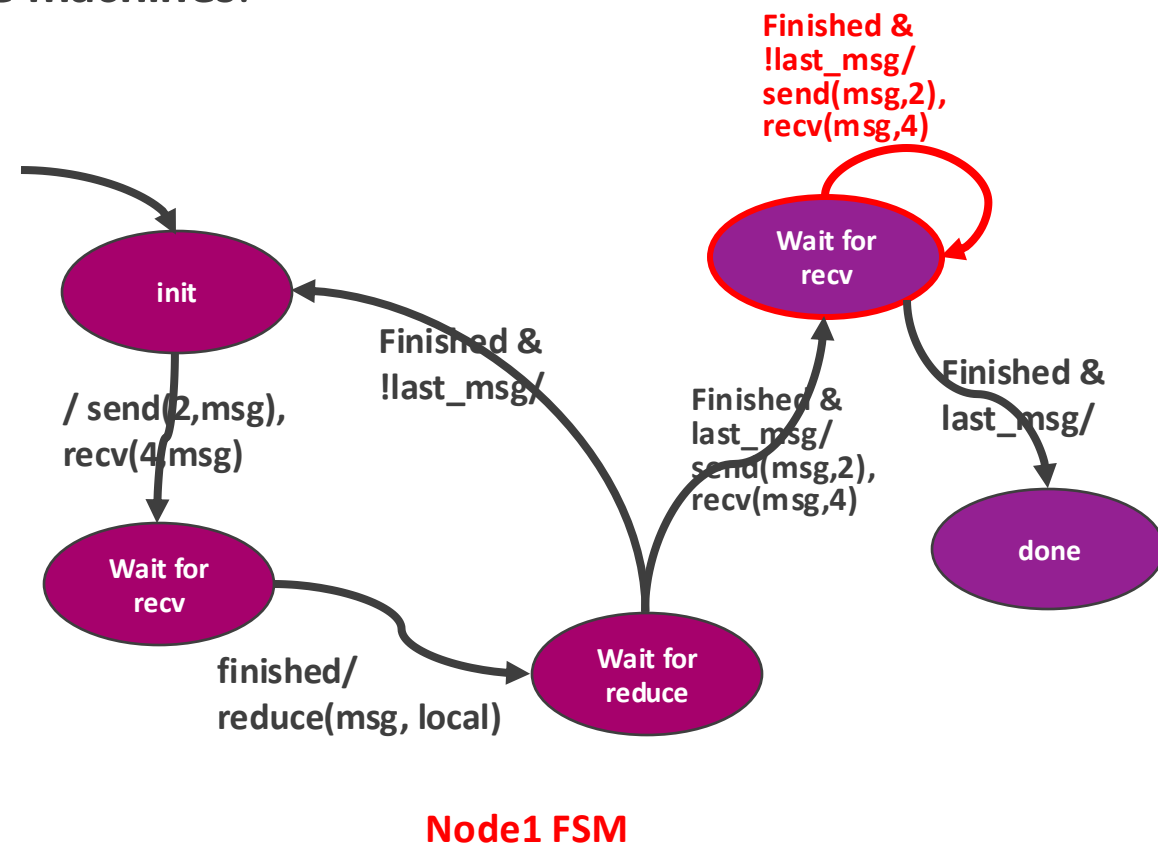 Finished &
!last_msg/
send(msg,2),
recv(msg,4)
Wait for
recv
init
Finished &
!last_msg/
Finished &
last_msg/
/ send(2,msg),
recv(4,msg)
Finished &
last_msg/
send(msg,2),
recv(msg,4)
done
Wait for
recv
Wait for
reduce
finished/
reduce(msg, local)
Node1 FSM